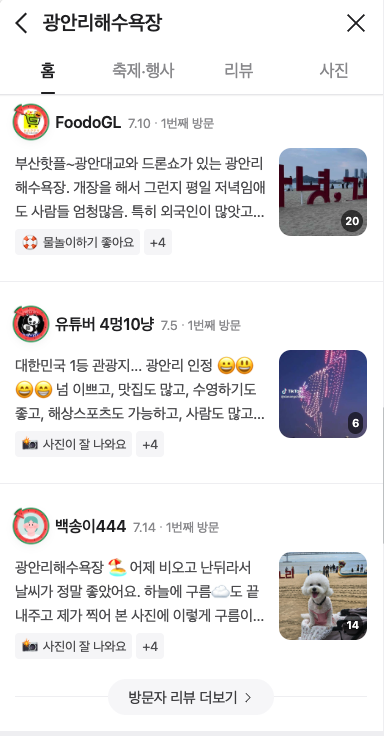 광안리해수욕장
홈 축제·행사 리뷰 사진
FoodoGL 7.10 · 1번째 방문
부산핫플~광안대교와 드론쇼가 있는 광안리
해수욕장. 개장을 해서 그런지 평일 저녁임애
도 사람들 엄청많음. 특히 외국인이 많앗고...
20
물놀이하기 좋아요 +4
유튜버 4멍10냥 7.5 · 1번째 방문
대한민국 1등 관광지... 광안리 인정 😀😃
😄😁 넘 이쁘고, 맛집도 많고, 수영하기도
좋고, 해상스포츠도 가능하고, 사람도 많고...
TikTok
6
사진이 잘 나와요 +4
백송이444 7.14 · 1번째 방문
광안리해수욕장 🏖️ 어제 비오고 난뒤라서
날씨가 정말 좋았어요. 하늘에 구름☁️도 끝
내주고 제가 찍어 본 사진에 이렇게 구름이...
14
사진이 잘 나와요 +4
방문자 리뷰 더보기 >